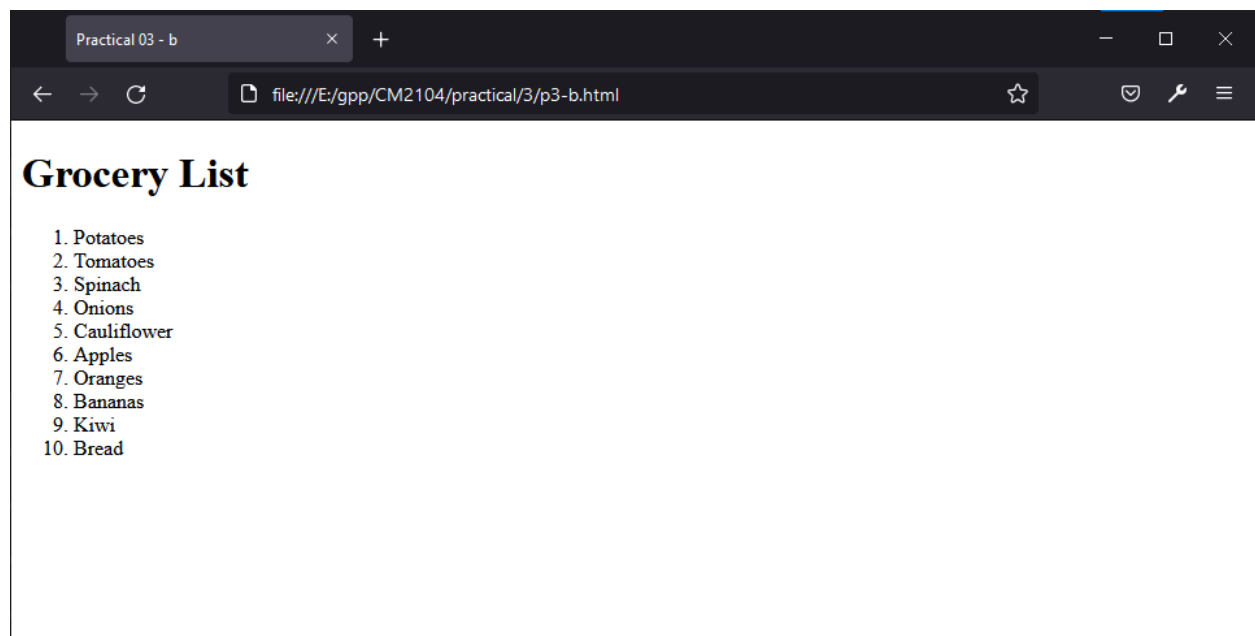 Practical 03 - b
file:///E:/gpp/CM2104/practical/3/p3-b.html
Grocery List
1. Potatoes
2. Tomatoes
3. Spinach
4. Onions
5. Cauliflower
6. Apples
7. Oranges
8. Bananas
9. Kiwi
10. Bread